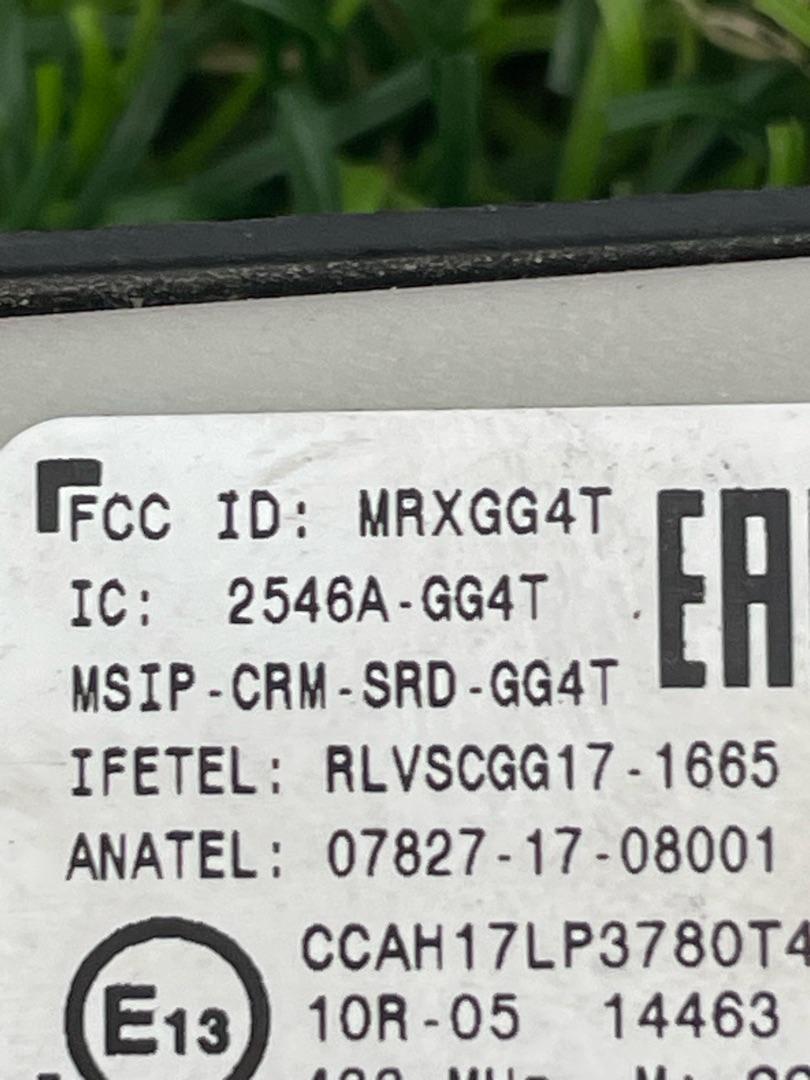 FCC ID: MRXGG4T
IC: 2546A-GG4T
MSIP-CRM-SRD-GG4T
EA
IFETEL: RLVSCGG17-1665
ANATEL: 07827-17-08001
CCAH17LP3780T4
E13
10R-05 14463